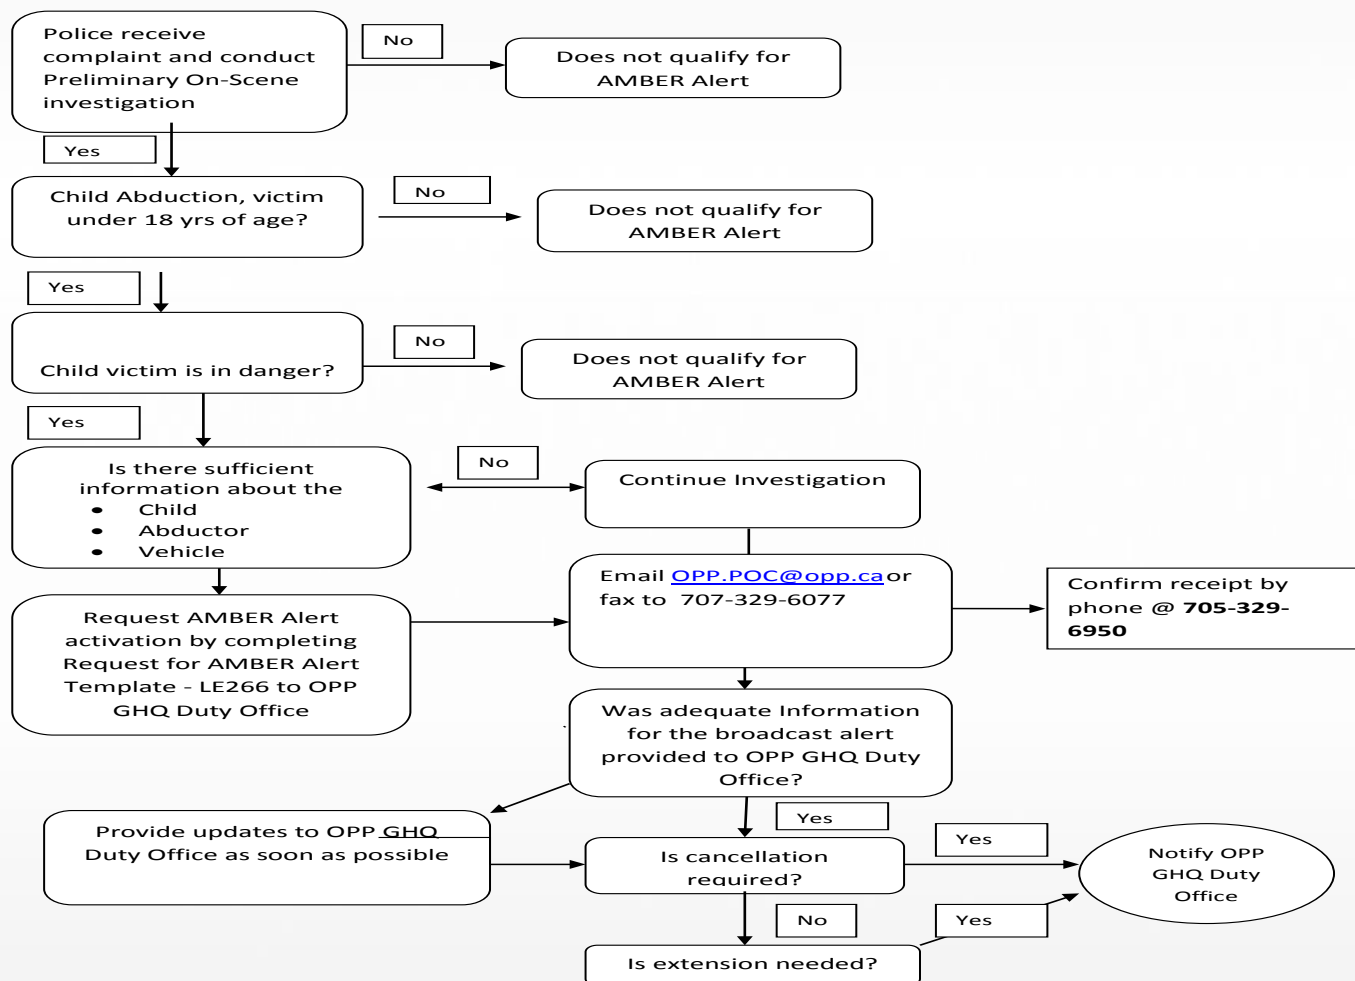 Police receive
complaint and conduct
Preliminary On-Scene
investigation
No
Does not qualify for
AMBER Alert
Yes
Child Abduction, victim
under 18 yrs of age?
No
Does not qualify for
AMBER Alert
Yes
Child victim is in danger?
No
Does not qualify for
AMBER Alert
Yes
Is there sufficient
information about the
• Child
• Abductor
• Vehicle
No
Continue Investigation
Request AMBER Alert
activation by completing
Request for AMBER Alert
Template - LE266 to OPP
GHQ Duty Office
Email OPP.POC@opp.ca or
fax to 707-329-6077
Confirm receipt by
phone @ 705-329-
6950
Was adequate Information
for the broadcast alert
provided to OPP GHQ Duty
Office?
Yes
Provide updates to OPP GHQ
Duty Office as soon as possible
Is cancellation
required?
Yes
Notify OPP
GHQ Duty
Office
No
Yes
Is extension needed?